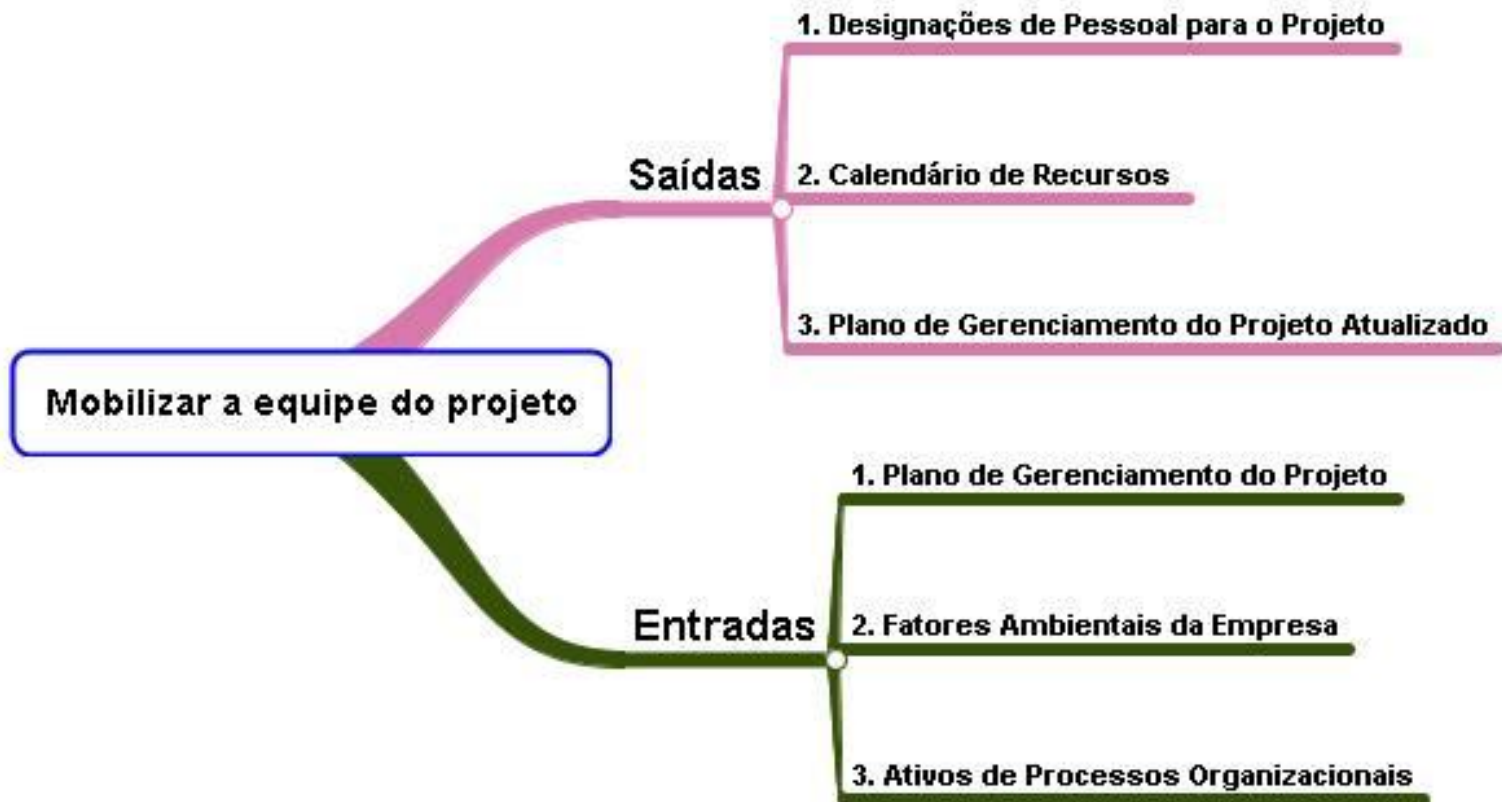 1. Designações de Pessoal para o Projeto
Saídas
2. Calendário de Recursos
3. Plano de Gerenciamento do Projeto Atualizado
Mobilizar a equipe do projeto
1. Plano de Gerenciamento do Projeto
Entradas
2. Fatores Ambientais da Empresa
3. Ativos de Processos Organizacionais